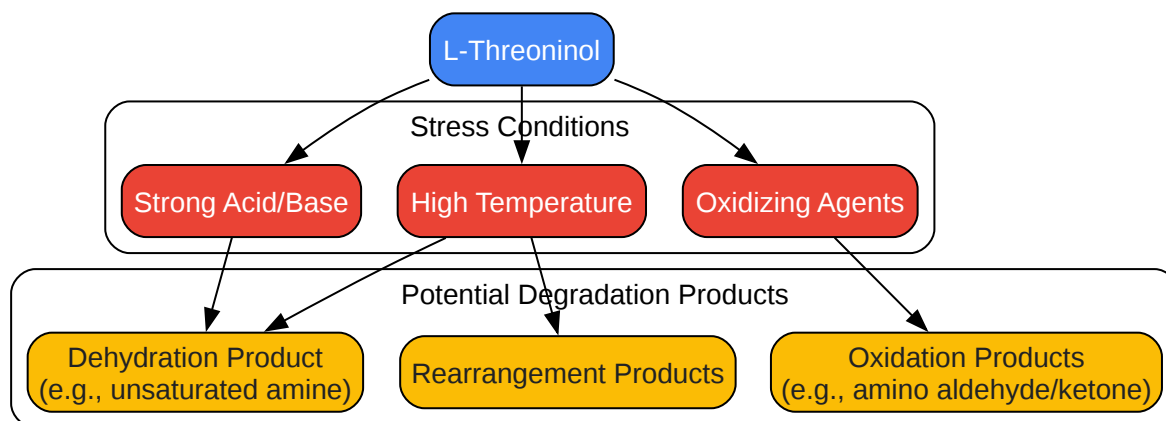 L-Threoninol
Stress Conditions
Strong Acid/Base
High Temperature
Oxidizing Agents
Potential Degradation Products
Dehydration Product
(e.g., unsaturated amine)
Rearrangement Products
Oxidation Products
(e.g., amino aldehyde/ketone)